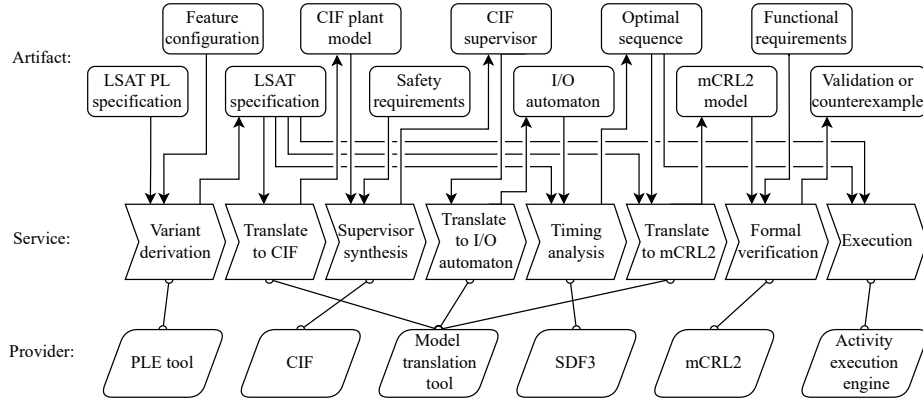 Artifact:
Feature
configuration
CIF plant
model
CIF
supervisor
Optimal
sequence
Functional
requirements
LSAT PL
specification
LSAT
specification
Safety
requirements
I/O
automaton
mCRL2
model
Validation or
counterexample
Service:
Variant
derivation
Translate
to CIF
Supervisor
synthesis
Translate
to I/O
automaton
Timing
analysis
Translate
to mCRL2
Formal
verification
Execution
Provider:
PLE tool
CIF
Model
translation
tool
SDF3
mCRL2
Activity
execution
engine